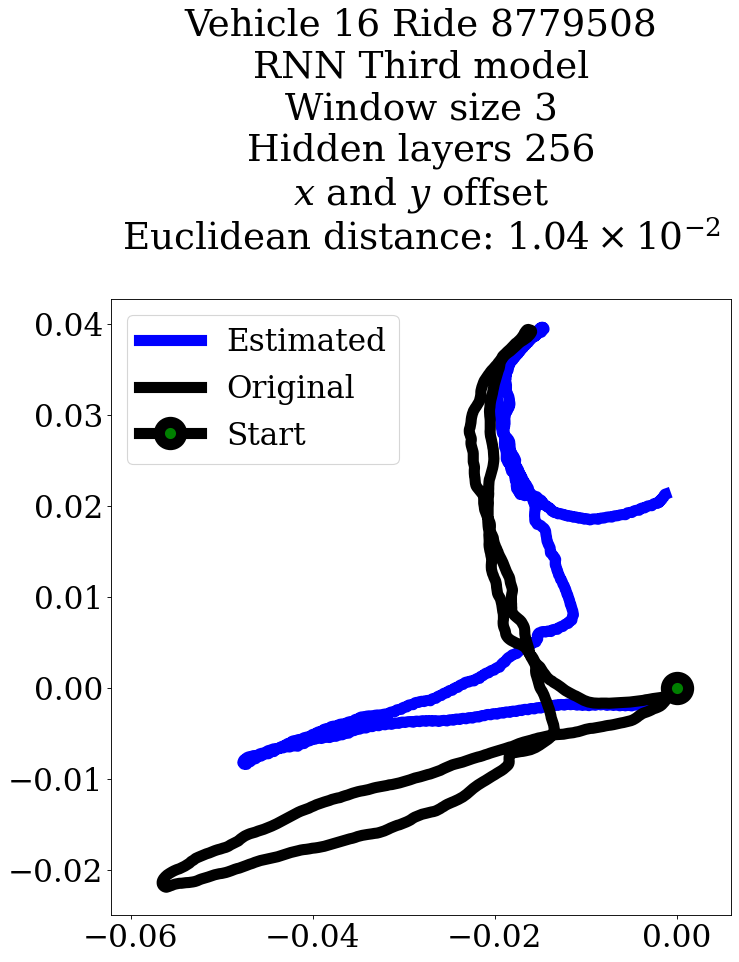 Vehicle 16 Ride 8779508
RNN Third model
Window size 3
Hidden layers 256
x and y offset
Euclidean distance: 1.04 × 10⁻²
Estimated
Original
Start
0.04
0.03
0.02
0.01
0.00
−0.01
−0.02
−0.06 −0.04 −0.02 0.00